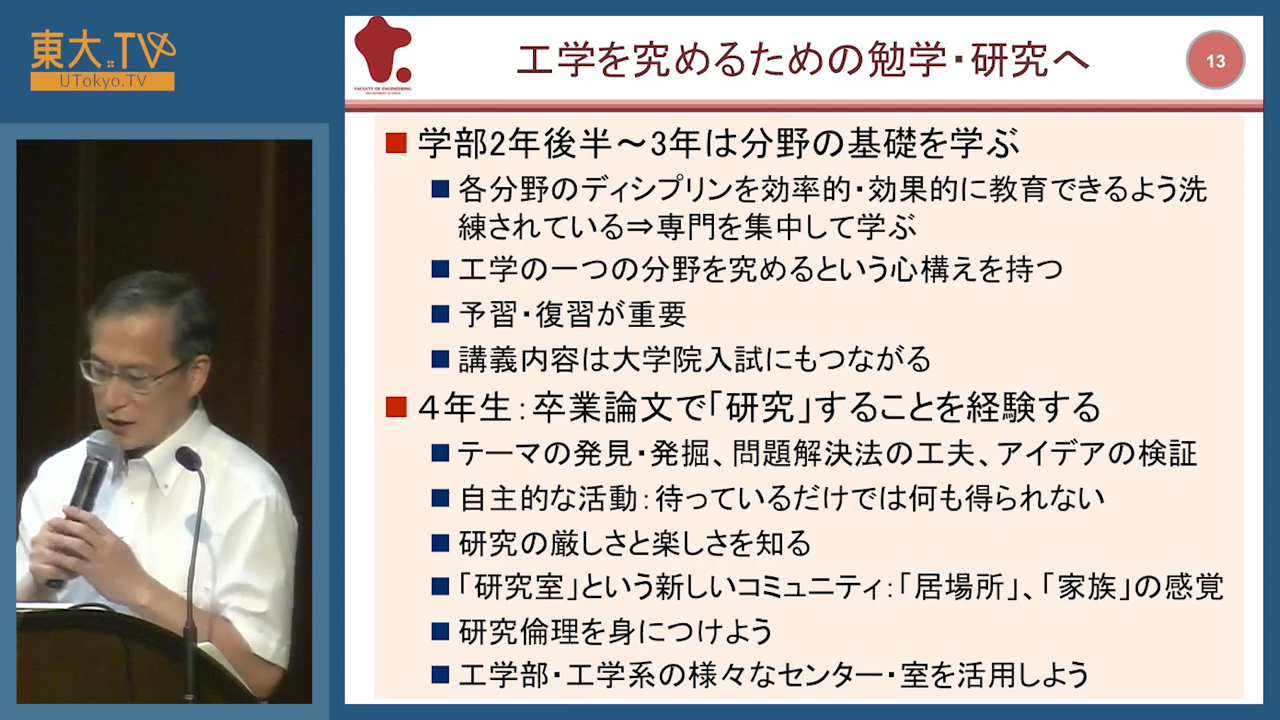 東大.TV
UTokyo.TV
工学を究めるための勉学・研究へ
13
FACULTY OF ENGINEERING
THE UNIVERSITY OF TOKYO
学部2年後半～3年は分野の基礎を学ぶ
各分野のディシプリンを効率的・効果的に教育できるよう洗
練されている⇒専門を集中して学ぶ
工学の一つの分野を究めるという心構えを持つ
予習・復習が重要
講義内容は大学院入試にもつながる
４年生：卒業論文で「研究」することを経験する
テーマの発見・発掘、問題解決法の工夫、アイデアの検証
自主的な活動：待っているだけでは何も得られない
研究の厳しさと楽しさを知る
「研究室」という新しいコミュニティ：「居場所」、「家族」の感覚
研究倫理を身につけよう
工学部・工学系の様々なセンター・室を活用しよう